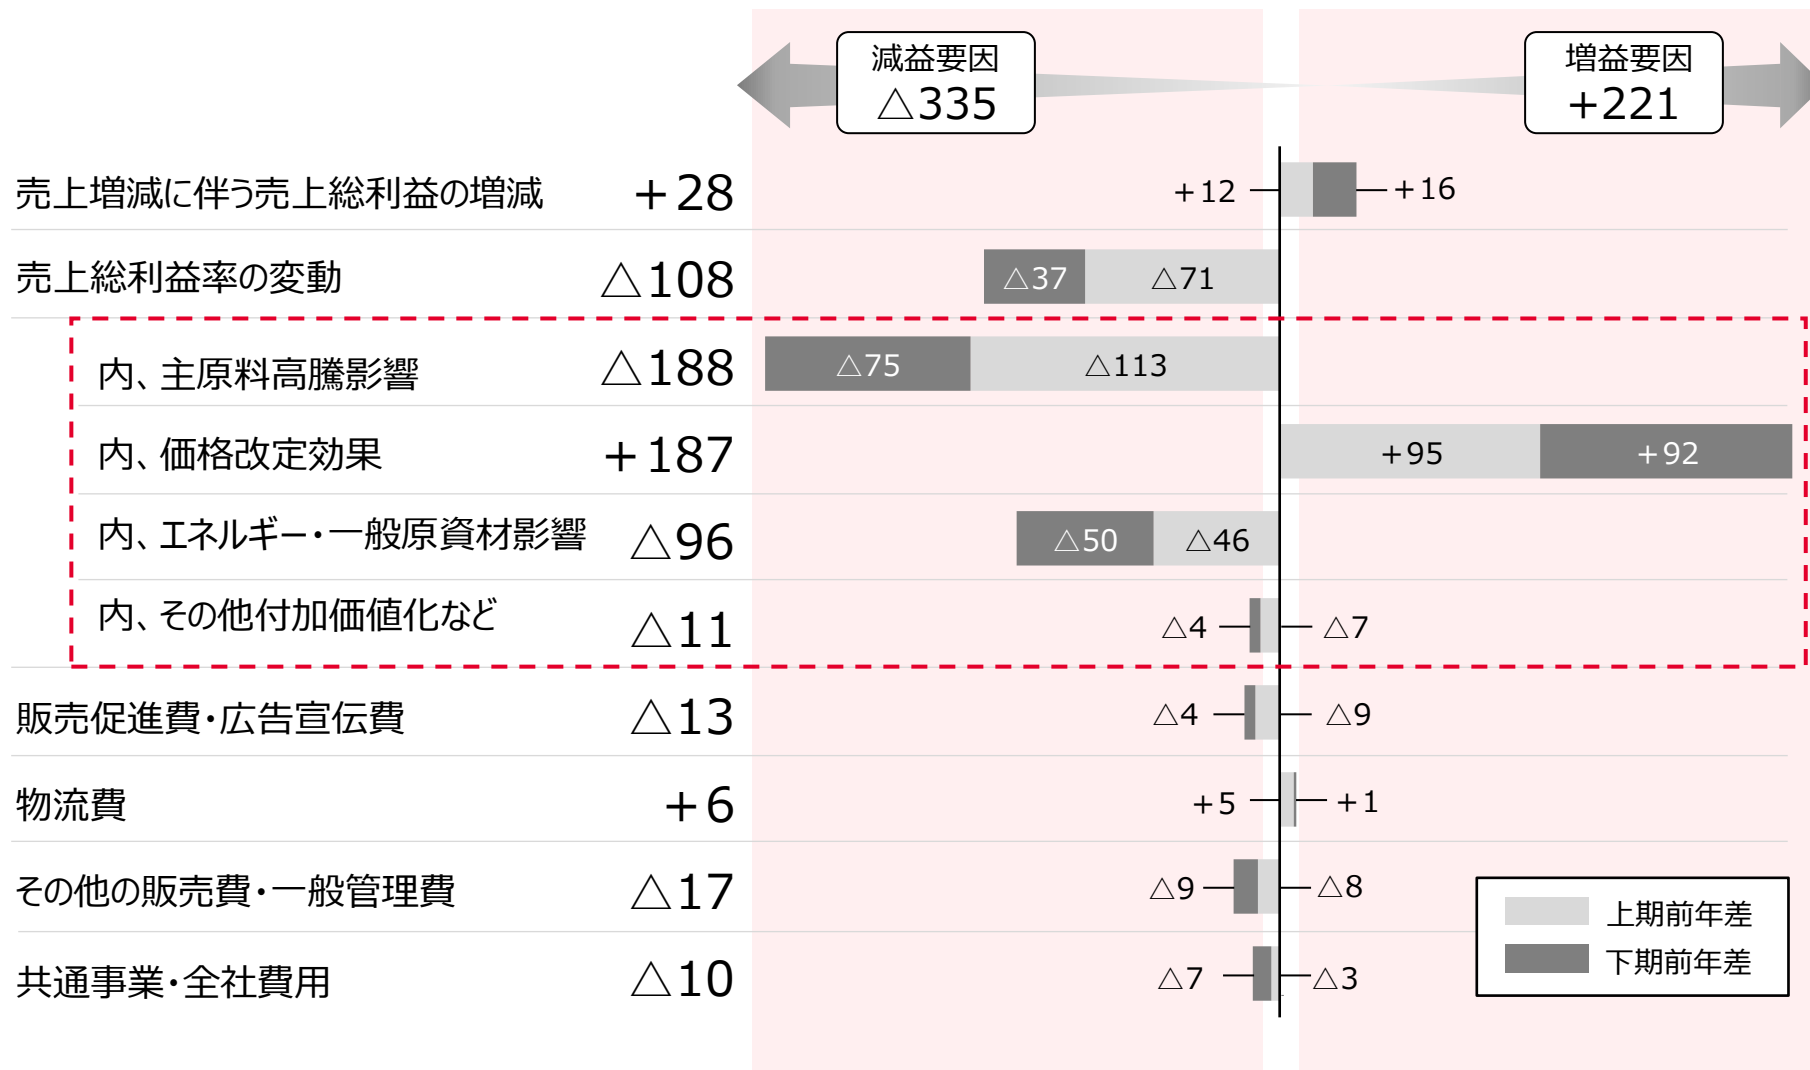 減益要因
△335
増益要因
+221
売上増減に伴う売上総利益の増減 +28 +12 +16
売上総利益率の変動 △108 △37 △71
内、主原料高騰影響 △188 △75 △113
内、価格改定効果 +187 +95 +92
内、エネルギー・一般原資材影響 △96 △50 △46
内、その他付加価値化など △11 △4 △7
販売促進費・広告宣伝費 △13 △4 △9
物流費 +6 +5 +1
その他の販売費・一般管理費 △17 △9 △8
共通事業・全社費用 △10 △7 △3
上期前年差
下期前年差